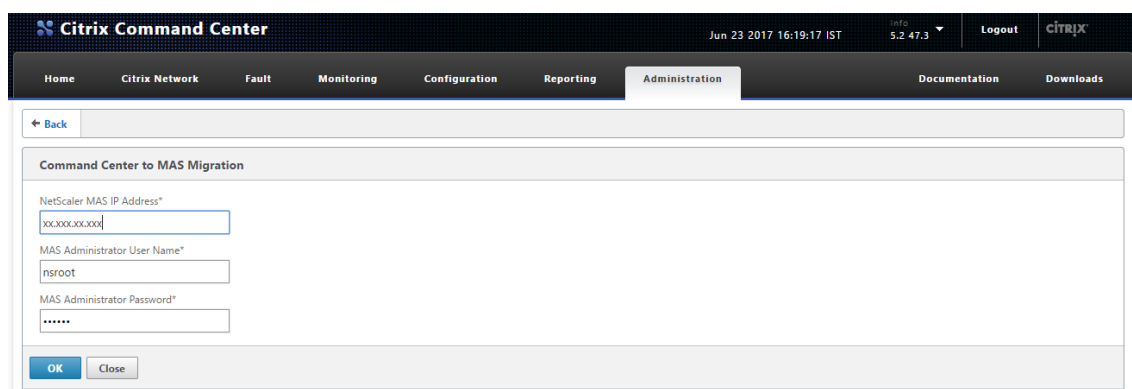 Citrix Command Center
Jun 23 2017 16:19:17 IST
Info
5.2 47.3
Logout
CİTRIX
Home Citrix Network Fault Monitoring Configuration Reporting Administration Documentation Downloads
Back
Command Center to MAS Migration
NetScaler MAS IP Address*
xx.xxx.xx.xxx
MAS Administrator User Name*
nsroot
MAS Administrator Password*
••••••
OK Close